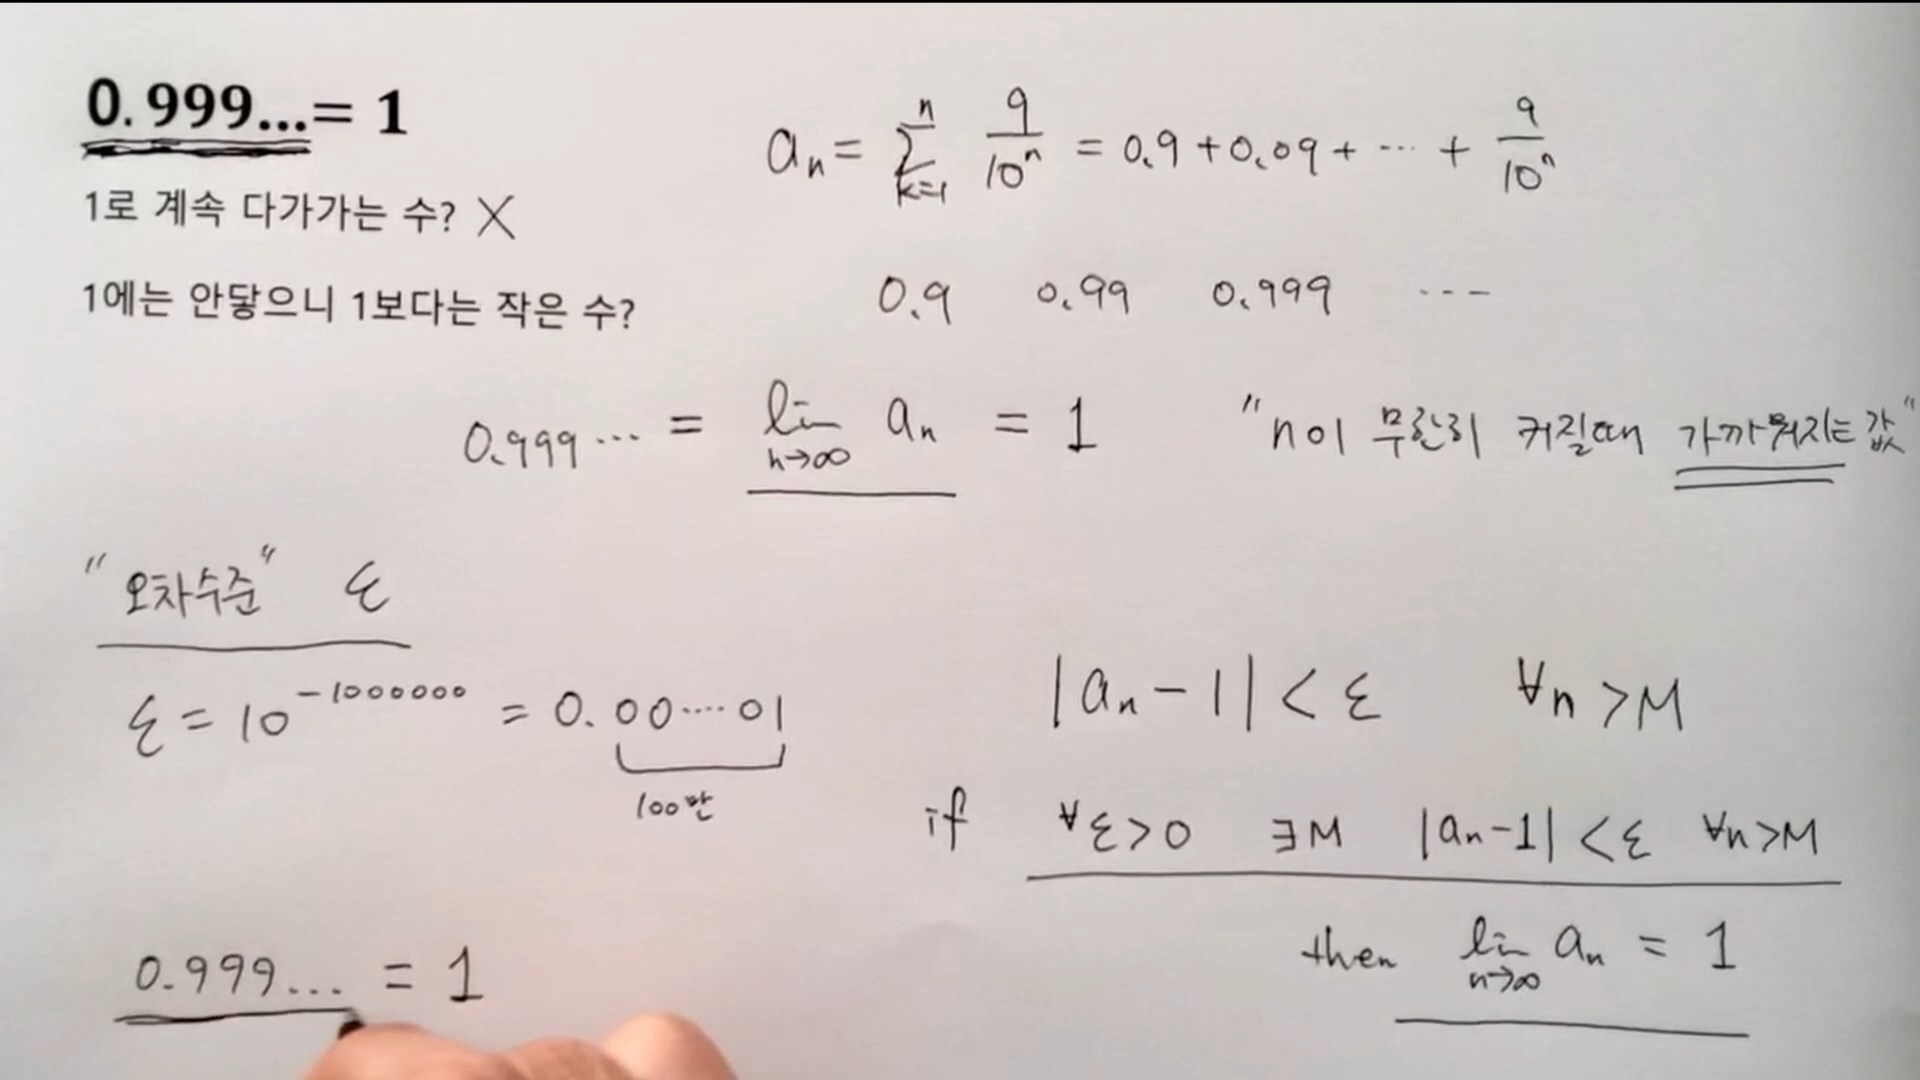 0.999...= 1
1로 계속 다가가는 수? X
1에는 안닿으니 1보다는 작은 수?
aₙ = ∑ₖ₌₁ⁿ 9/10ⁿ = 0.9 + 0.09 + ··· + 9/10ⁿ
0.9 0.99 0.999 ···
0.999··· = lim n→∞ aₙ = 1
"n이 무한히 커질때 가까워지는 값"
"오차수준" ε
ε = 10^-1000000 = 0.00····01
100만
|aₙ - 1| < ε ∀n > M
if ∀ε > 0 ∃M |aₙ - 1| < ε ∀n > M
then lim n→∞ aₙ = 1
0.999... = 1